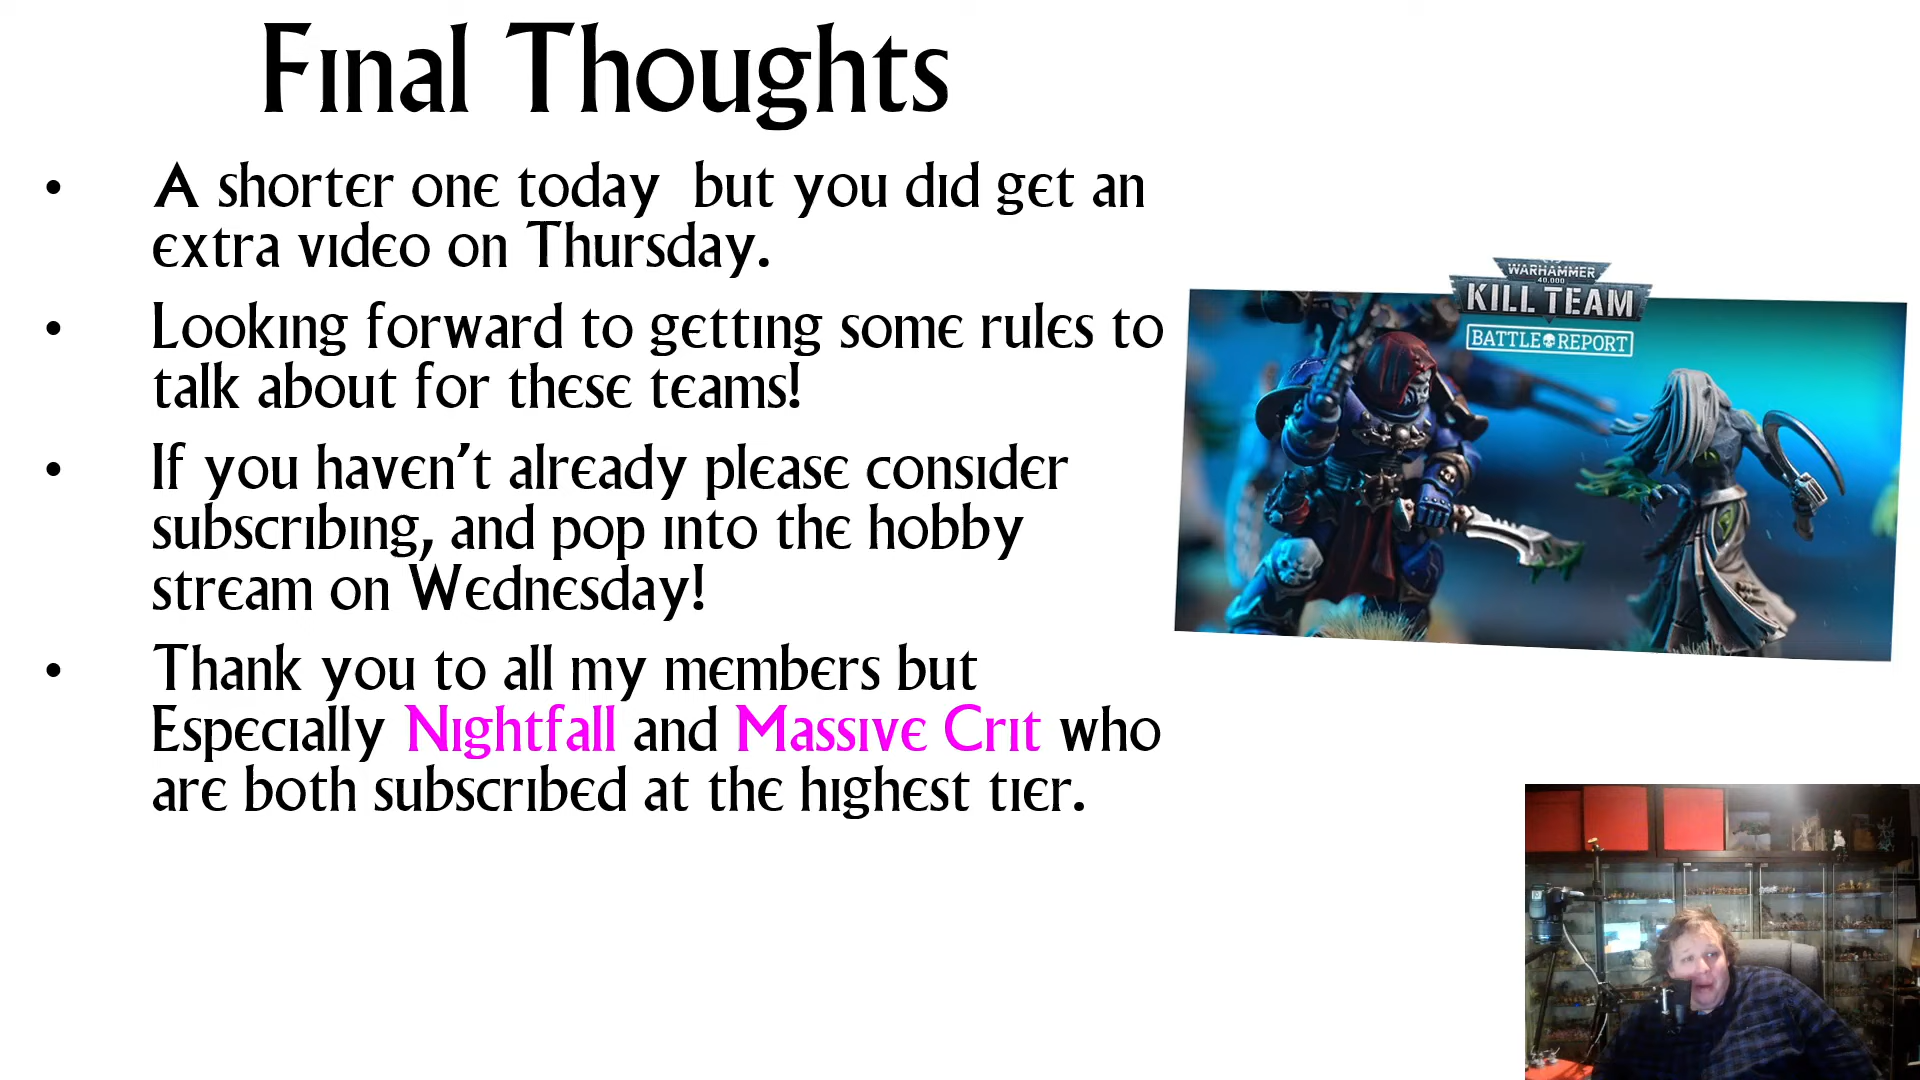 Final Thoughts
• A shorter one today  but you did get an
extra video on Thursday.
• Looking forward to getting some rules to
talk about for these teams!
• If you haven't already please consider
subscribing, and pop into the hobby
stream on Wednesday!
• Thank you to all my members but
Especially Nightfall and Massive Crit who
are both subscribed at the highest tier.
WARHAMMER
40,000
KILL TEAM
BATTLE REPORT